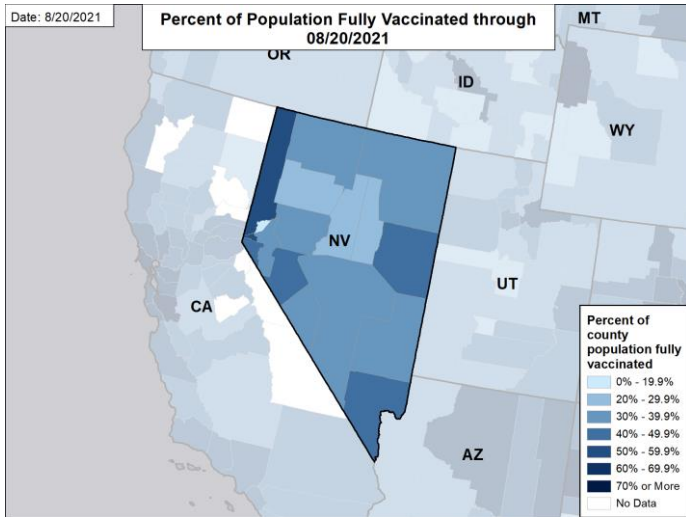 Date: 8/20/2021
Percent of Population Fully Vaccinated through
08/20/2021
MT
OR
ID
WY
NV
UT
CA
AZ
Percent of
county
population fully
vaccinated
0% - 19.9%
20% - 29.9%
30% - 39.9%
40% - 49.9%
50% - 59.9%
60% - 69.9%
70% or More
No Data